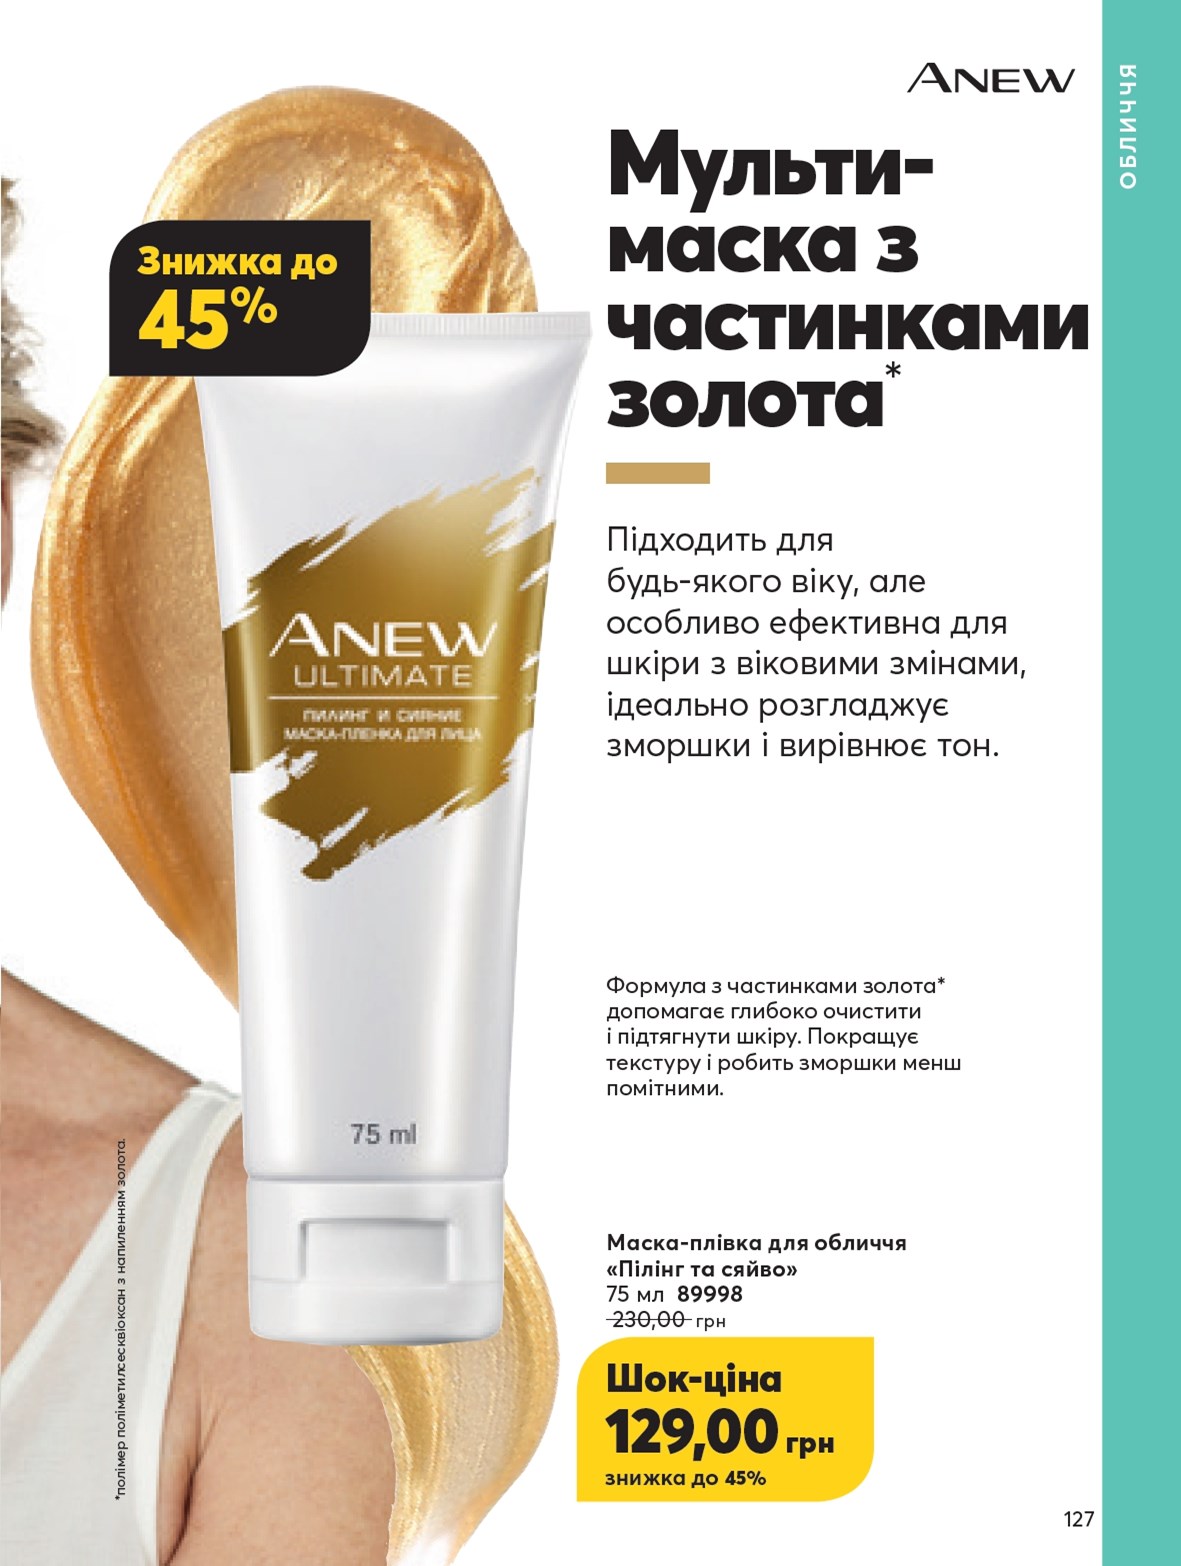 ANEW
ОБЛИЧЧЯ
Мульти-
маска з
частинками
золота*
Знижка до
45%
Підходить для
будь-якого віку, але
особливо ефективна для
шкіри з віковими змінами,
ідеально розгладжує
зморшки і вирівнює тон.
ANEW
ULTIMATE
ПИЛИНГ И СИЯНИЕ
МАСКА-ПЛЕНКА ДЛЯ ЛИЦА
75 ml
Формула з частинками золота*
допомагає глибоко очистити
і підтягнути шкіру. Покращує
текстуру і робить зморшки менш
помітними.
*полімер поліметилсесквіоксан з напиленням золота.
Маска-плівка для обличчя
«Пілінг та сяйво»
75 мл 89998
230,00 грн
Шок-ціна
129,00 грн
знижка до 45%
127